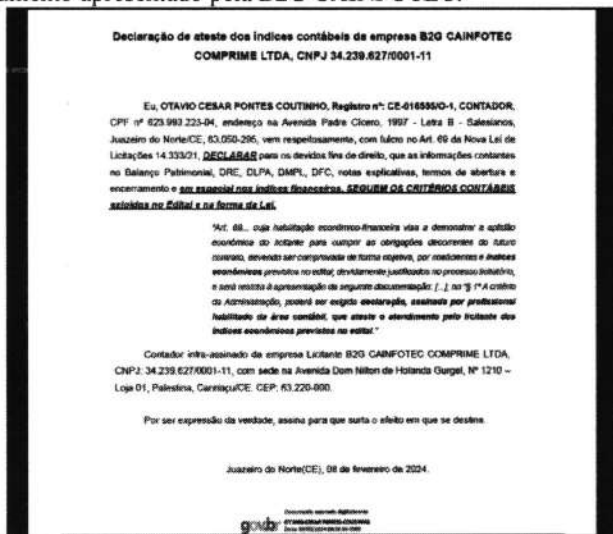 Declaração de ateste dos índices contábeis da empresa B2G CAINFOTEC
COMPRIME LTDA, CNPJ 34.239.627/0001-11
Eu, OTAVIO CESAR PONTES COUTINHO, Registro nº: CE-016505/O-1, CONTADOR,
CPF nº 623.993.223-04, endereço na Avenida Padre Cícero, 1997 - Letra B - Salesianos,
Juazeiro do Norte/CE, 63.050-295, vem respeitosamente, com fulcro no Art. 69 da Nova Lei de
Licitações 14.333/21, DECLARAR para os devidos fins de direito, que as informações constantes
no Balanço Patrimonial, DRE, DLPA, DMPL, DFC, notas explicativas, termos de abertura e
encerramento e em especial nos índices financeiros, SEGUEM OS CRITÉRIOS CONTÁBEIS
exigidos no Edital e na forma da Lei.
"Art. 69... cuja habilitação econômico-financeira visa a demonstrar a aptidão
econômica do licitante para cumprir as obrigações decorrentes do futuro
contrato, devendo ser comprovada de forma objetiva, por coeficientes e índices
econômicos previstos no edital, devidamente justificados no processo licitatório,
e será restrita à apresentação da seguinte documentação: [...], no "§ 1º A critério
da Administração, poderá ser exigida declaração, assinada por profissional
habilitado da área contábil, que ateste o atendimento pelo licitante dos
índices econômicos previstos no edital."
Contador infra-assinado da empresa Licitante B2G CAINFOTEC COMPRIME LTDA,
CNPJ: 34.239.627/0001-11, com sede na Avenida Dom Nilton de Holanda Gurgel, Nº 1210 –
Loja 01, Palestina, Caririaçu/CE. CEP: 63.220-000.
Por ser expressão da verdade, assina para que surta o efeito em que se destina.
Juazeiro do Norte(CE), 08 de fevereiro de 2024.
gov.br Documento assinado digitalmente
OTAVIO CESAR PONTES COUTINHO